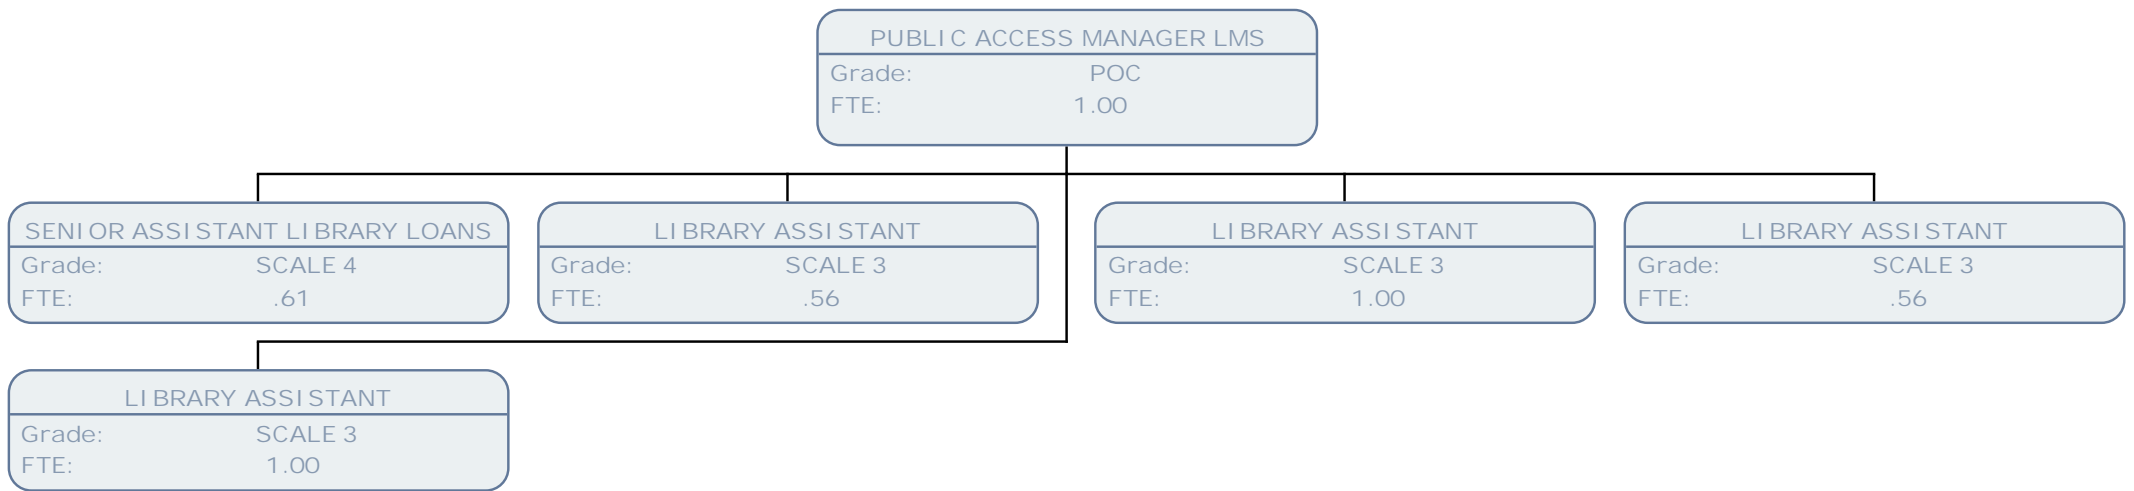 PUBLIC ACCESS MANAGER LMS
Grade: POC
FTE: 1.00
SENIOR ASSISTANT LIBRARY LOANS
Grade: SCALE 4
FTE: .61
LIBRARY ASSISTANT
Grade: SCALE 3
FTE: .56
LIBRARY ASSISTANT
Grade: SCALE 3
FTE: 1.00
LIBRARY ASSISTANT
Grade: SCALE 3
FTE: .56
LIBRARY ASSISTANT
Grade: SCALE 3
FTE: 1.00